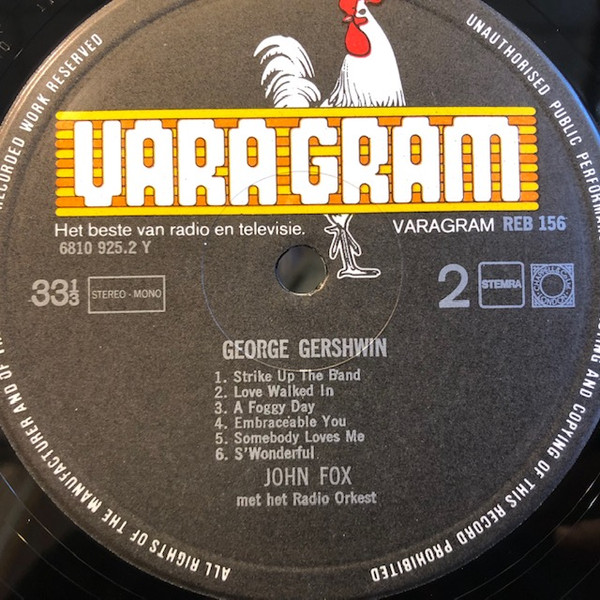 RECORDED WORK RESERVED
UNAUTHORISED PUBLIC PERFORMANC
VARAGRAM
Het beste van radio en televisie.
VARAGRAM REB 156
6810 925.2 Y
33⅓
STEREO - MONO
2
STEMRA
GEORGE GERSHWIN
1. Strike Up The Band
2. Love Walked In
3. A Foggy Day
4. Embraceable You
5. Somebody Loves Me
6. S'Wonderful
JOHN FOX
met het Radio Orkest
ALL RIGHTS OF THE MANUFACTURER AND OF
AND COPYING OF THIS RECORD PROHIBITED